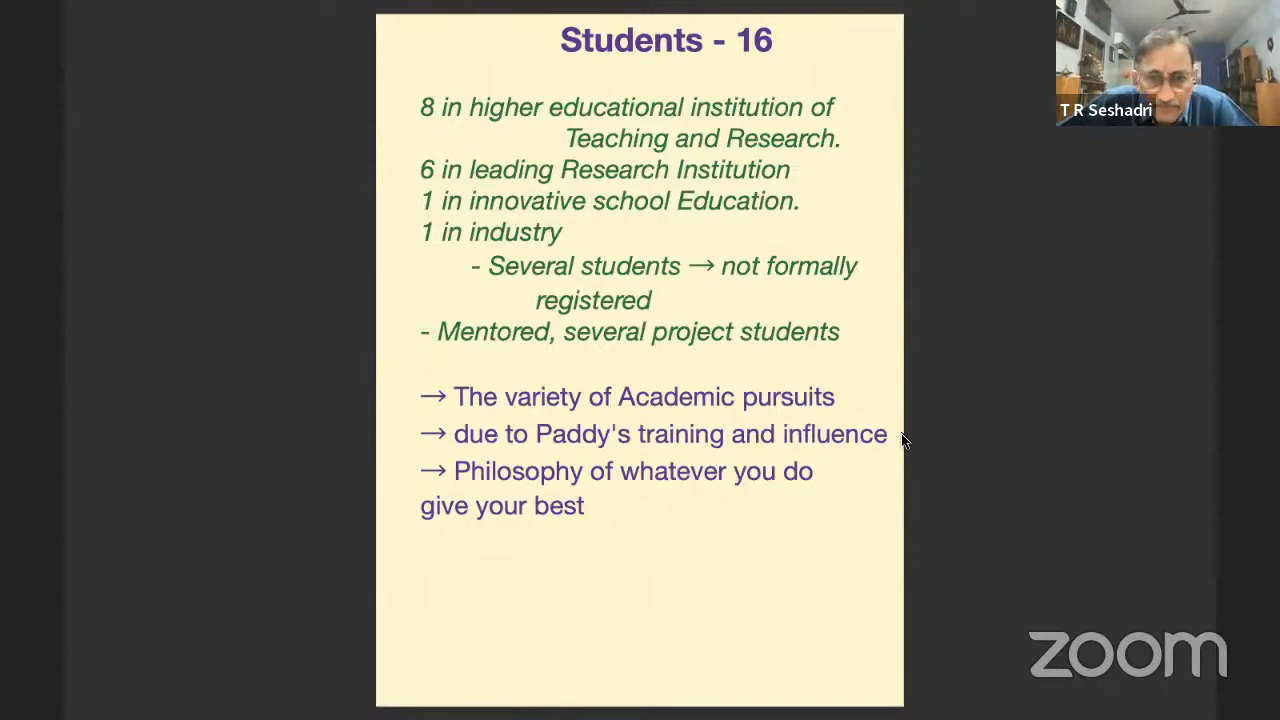 Students - 16
8 in higher educational institution of
Teaching and Research.
6 in leading Research Institution
1 in innovative school Education.
1 in industry
- Several students → not formally
registered
- Mentored, several project students
→ The variety of Academic pursuits
→ due to Paddy's training and influence
→ Philosophy of whatever you do
give your best
T R Seshadri
zoom